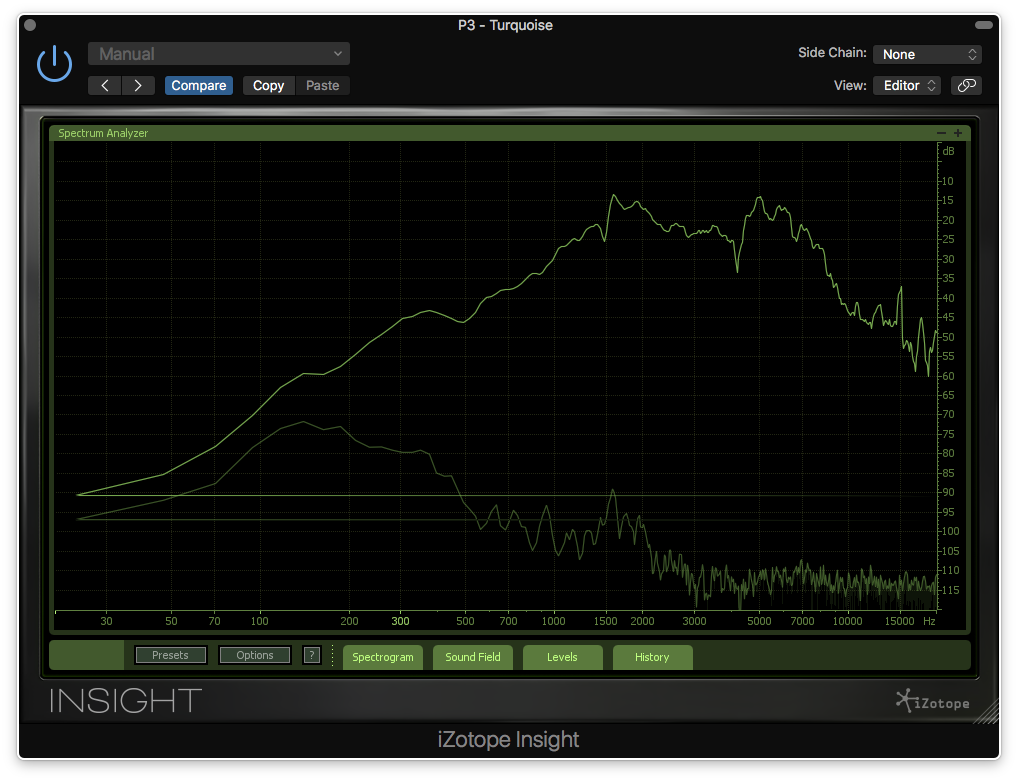 P3 - Turquoise
Manual
Side Chain: None
Compare Copy Paste
View: Editor
Spectrum Analyzer
dB
10
15
20
25
30
35
40
45
50
55
60
65
70
75
80
85
90
95
100
105
110
115
30 50 70 100 200 300 500 700 1000 1500 2000 3000 5000 7000 10000 15000 Hz
Presets Options ? Spectrogram Sound Field Levels History
INSIGHT
iZotope
iZotope Insight